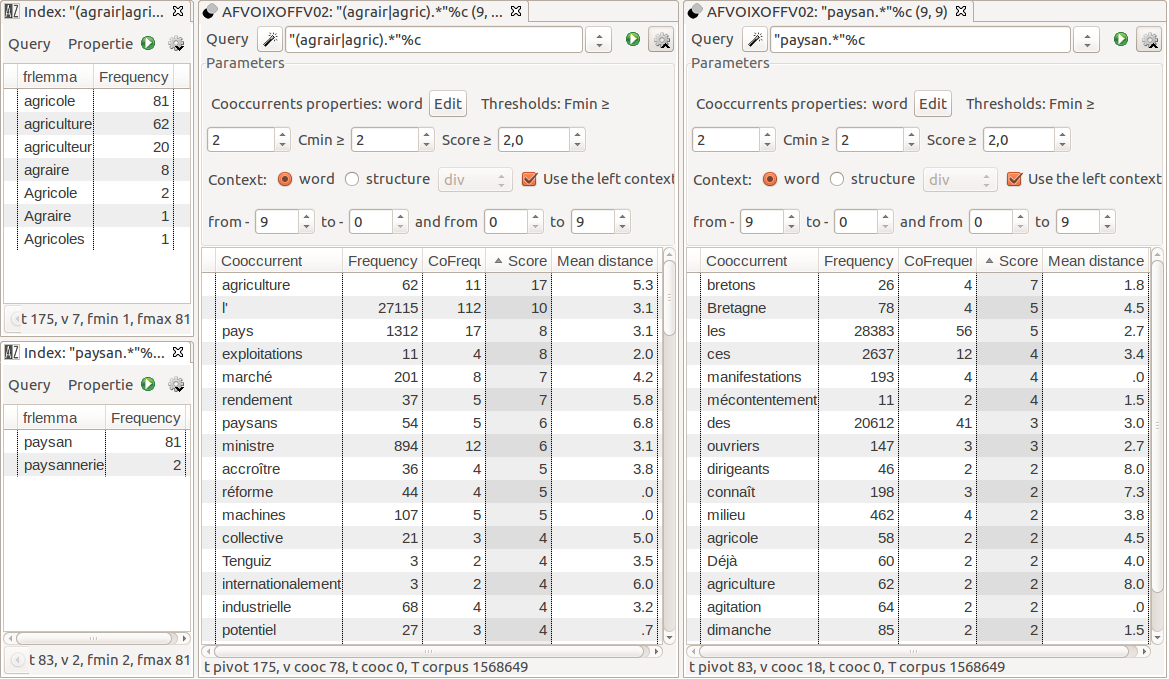 Index: "(agrair|agri...
Query Propertie
frlemma Frequency
agricole 81
agriculture 62
agriculteur 20
agraire 8
Agricole 2
Agraire 1
Agricoles 1
t 175, v 7, fmin 1, fmax 81
Index: "paysan.*"%...
Query Propertie
frlemma Frequency
paysan 81
paysannerie 2
t 83, v 2, fmin 2, fmax 81
AFVOIXOFFV02: "(agrair|agric).*"%c (9, ...
Query "(agrair|agric).*"%c
Parameters
Cooccurrents properties: word Edit Thresholds: Fmin ≥
2 Cmin ≥ 2 Score ≥ 2,0
Context: word structure div Use the left context
from - 9 to - 0 and from 0 to 9
Cooccurrent Frequency CoFrequ Score Mean distance
agriculture 62 11 17 5.3
l' 27115 112 10 3.1
pays 1312 17 8 3.1
exploitations 11 4 8 2.0
marché 201 8 7 4.2
rendement 37 5 7 5.8
paysans 54 5 6 6.8
ministre 894 12 6 3.1
accroître 36 4 5 3.8
réforme 44 4 5 .0
machines 107 5 5 .0
collective 21 3 4 5.0
Tenguiz 3 2 4 3.5
internationalement 3 2 4 6.0
industrielle 68 4 4 3.2
potentiel 27 3 4 .7
t pivot 175, v cooc 78, t cooc 0, T corpus 1568649
AFVOIXOFFV02: "paysan.*"%c (9, 9)
Query "paysan.*"%c
Parameters
Cooccurrents properties: word Edit Thresholds: Fmin ≥
2 Cmin ≥ 2 Score ≥ 2,0
Context: word structure div Use the left context
from - 9 to - 0 and from 0 to 9
Cooccurrent Frequency CoFrequer Score Mean distance
bretons 26 4 7 1.8
Bretagne 78 4 5 4.5
les 28383 56 5 2.7
ces 2637 12 4 3.4
manifestations 193 4 4 .0
mécontentement 11 2 4 1.5
des 20612 41 3 3.0
ouvriers 147 3 3 2.7
dirigeants 46 2 2 8.0
connaît 198 3 2 7.3
milieu 462 4 2 3.8
agricole 58 2 2 4.5
Déjà 60 2 2 4.0
agriculture 62 2 2 8.0
agitation 64 2 2 .0
dimanche 85 2 2 1.5
t pivot 83, v cooc 18, t cooc 0, T corpus 1568649